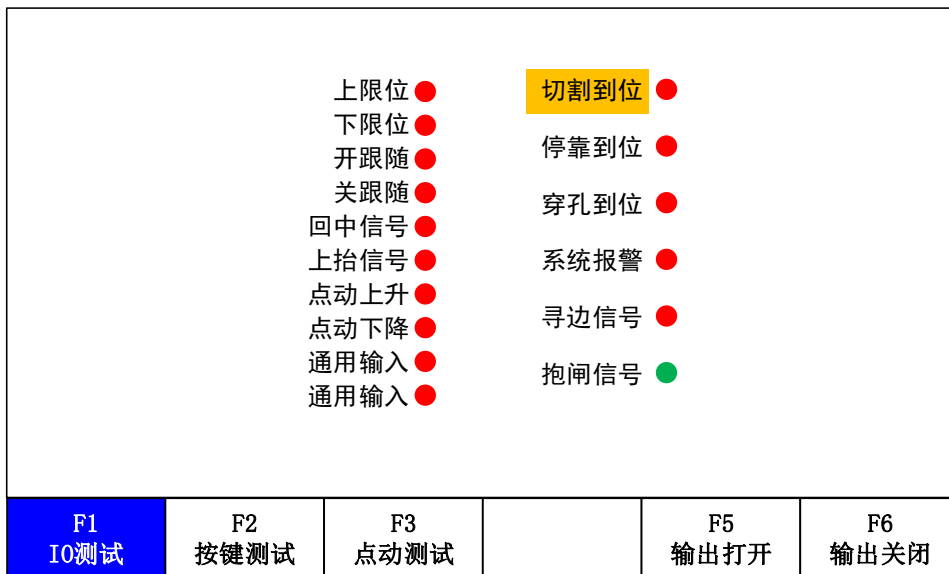 上限位
下限位
开跟随
关跟随
回中信号
上抬信号
点动上升
点动下降
通用输入
通用输入
切割到位
停靠到位
穿孔到位
系统报警
寻边信号
抱闸信号
F1
IO测试
F2
按键测试
F3
点动测试
F5
输出打开
F6
输出关闭